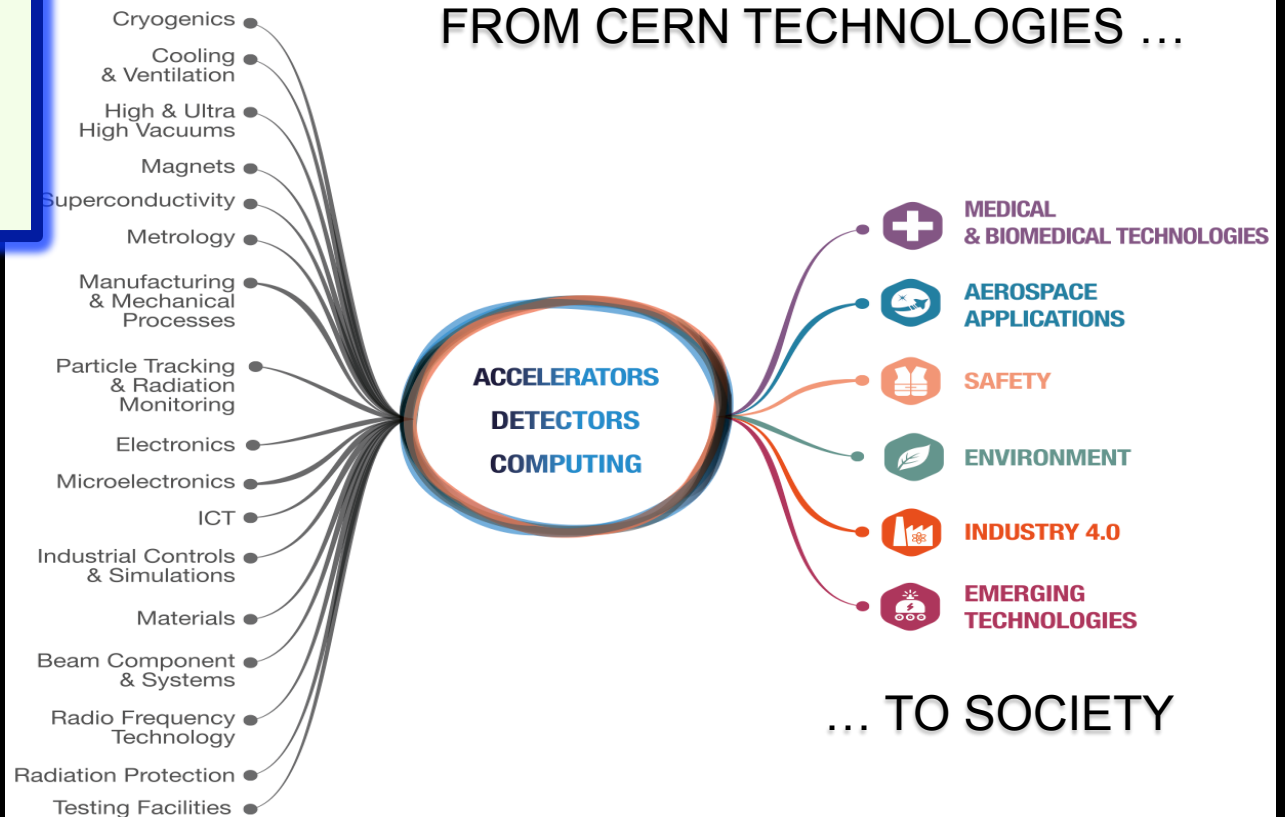 FROM CERN TECHNOLOGIES …
Cryogenics
Cooling
& Ventilation
High & Ultra
High Vacuums
Magnets
Superconductivity
Metrology
Manufacturing
& Mechanical
Processes
Particle Tracking
& Radiation
Monitoring
Electronics
Microelectronics
ICT
Industrial Controls
& Simulations
Materials
Beam Component
& Systems
Radio Frequency
Technology
Radiation Protection
Testing Facilities
ACCELERATORS
DETECTORS
COMPUTING
MEDICAL
& BIOMEDICAL TECHNOLOGIES
AEROSPACE
APPLICATIONS
SAFETY
ENVIRONMENT
INDUSTRY 4.0
EMERGING
TECHNOLOGIES
… TO SOCIETY